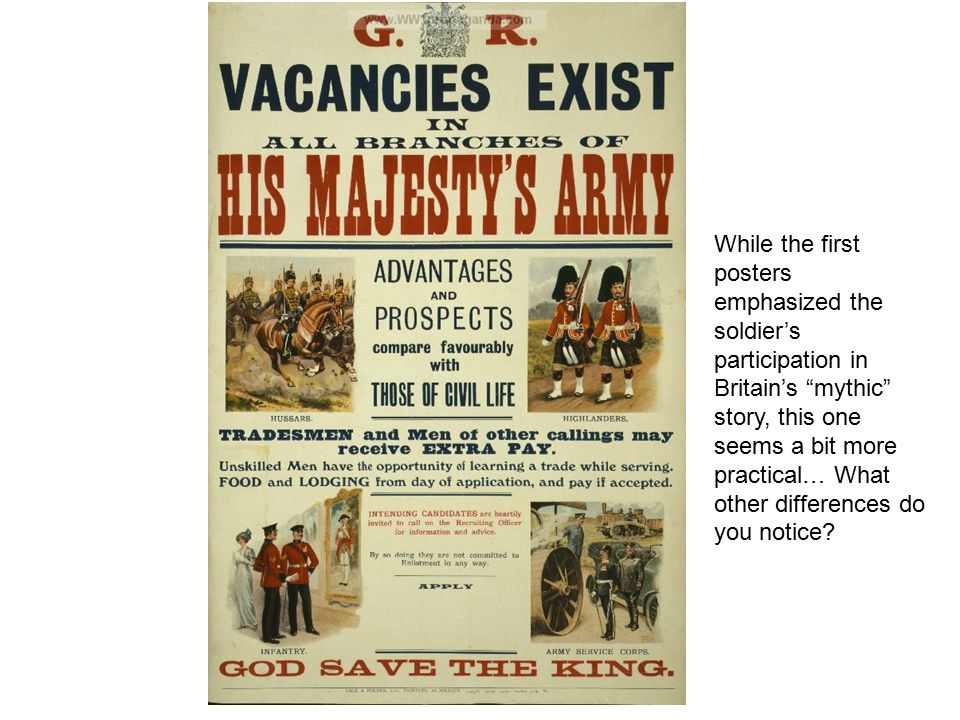 www.WW1propaganda.com
G. R.
VACANCIES EXIST
IN
ALL BRANCHES OF
HIS MAJESTY'S ARMY
ADVANTAGES
AND
PROSPECTS
compare favourably
with
THOSE OF CIVIL LIFE
HUSSARS.
HIGHLANDERS.
TRADESMEN and Men of other callings may
receive EXTRA PAY.
Unskilled Men have the opportunity of learning a trade while serving.
FOOD and LODGING from day of application, and pay if accepted.
INTENDING CANDIDATES are heartily
invited to call on the Recruiting Officer
for information and advice.
By so doing they are not committed to
Enlistment in any way.
APPLY
INFANTRY.
ARMY SERVICE CORPS.
GOD SAVE THE KING.
GALE & POLDEN, LTD., PRINTERS, ALDERSHOT.
While the first
posters
emphasized the
soldier’s
participation in
Britain’s “mythic”
story, this one
seems a bit more
practical… What
other differences do
you notice?